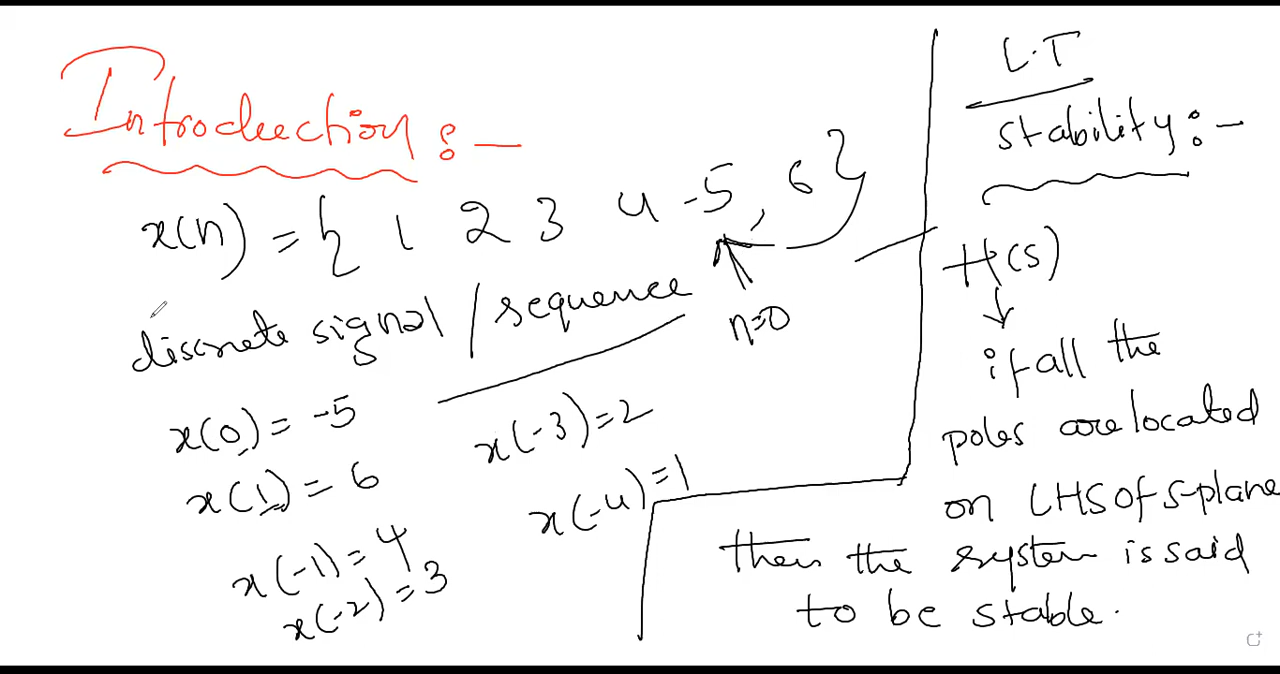 Introduction :-
x(n) = { 1 2 3 4 -5, 6 }
n=0
discrete signal / sequence
x(0) = -5
x(1) = 6
x(-1) = 4
x(-2) = 3
x(-3) = 2
x(-4) = 1
L.T
stability :-
H(s)
if all the
poles are located
on LHS of s-plane
then the system is said
to be stable.